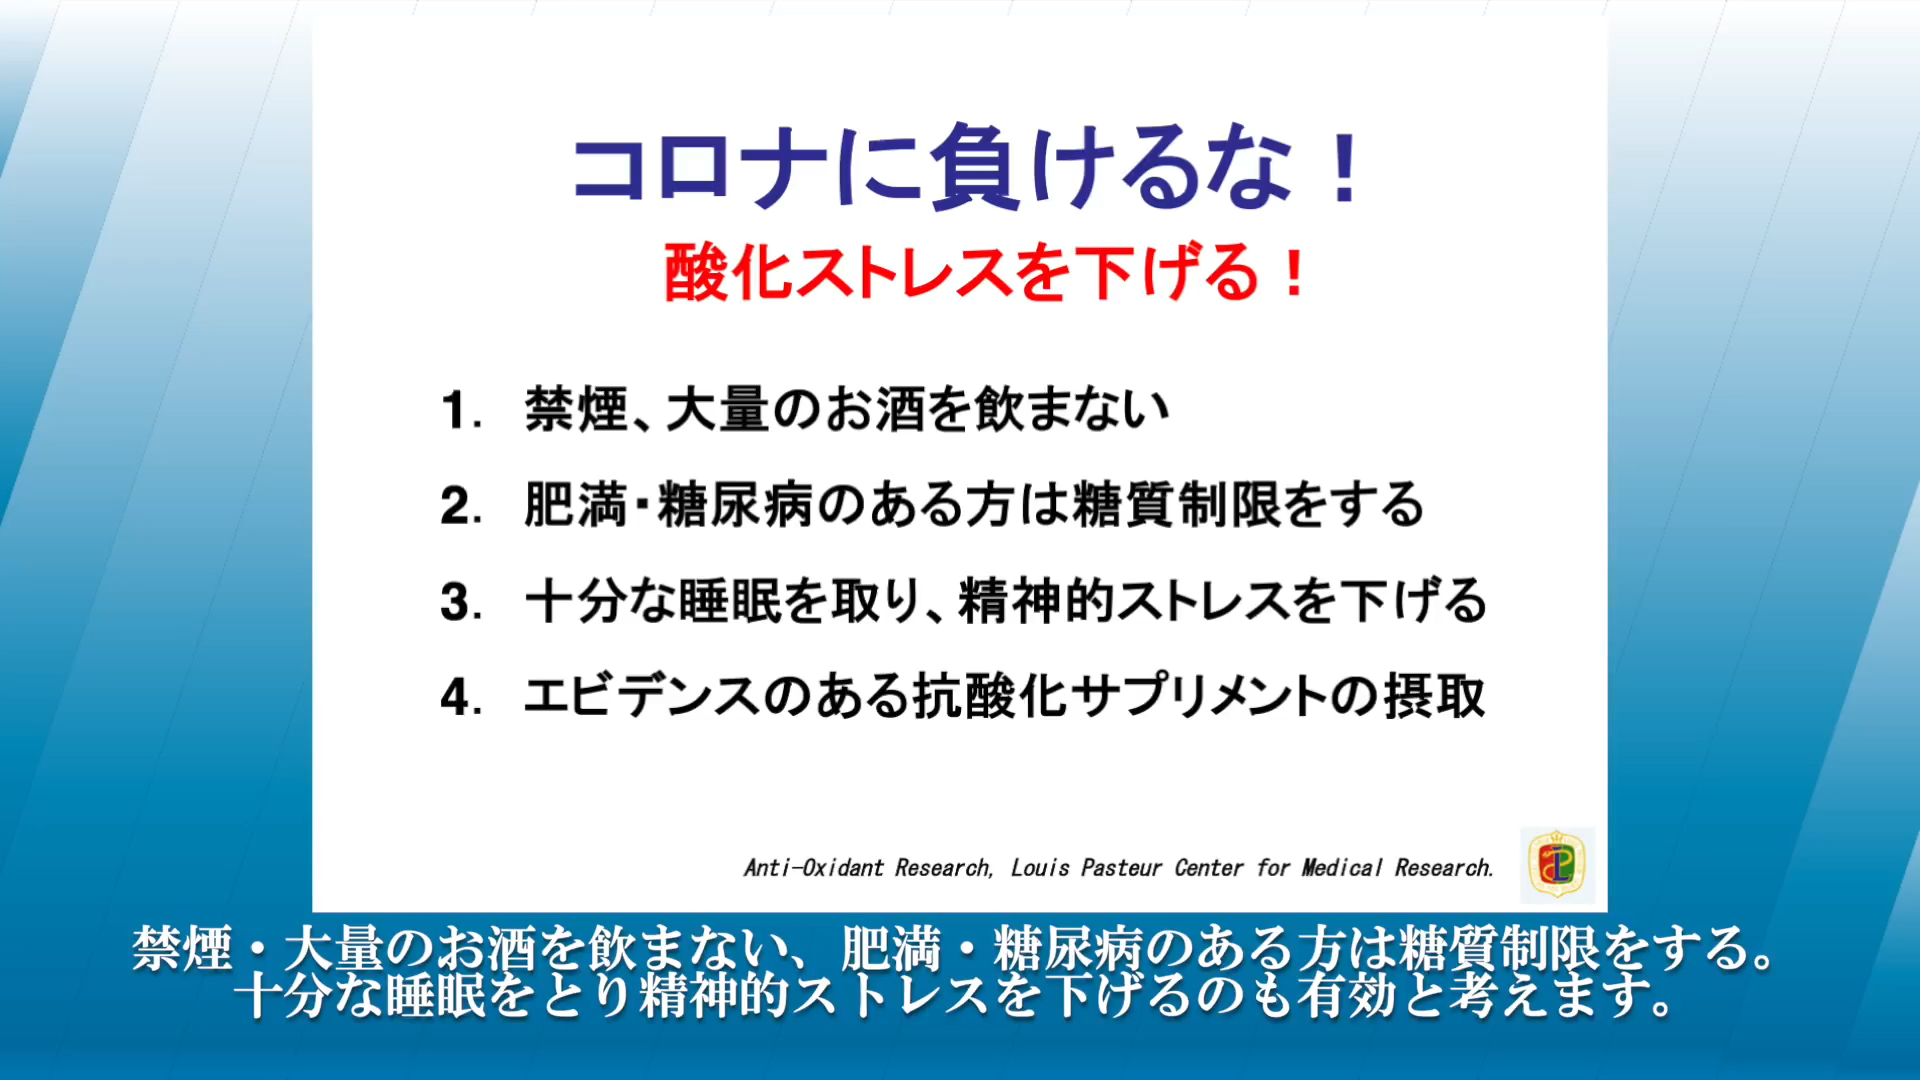 コロナに負けるな！
酸化ストレスを下げる！
1. 禁煙、大量のお酒を飲まない
2. 肥満・糖尿病のある方は糖質制限をする
3. 十分な睡眠を取り、精神的ストレスを下げる
4. エビデンスのある抗酸化サプリメントの摂取
Anti-Oxidant Research, Louis Pasteur Center for Medical Research.
禁煙・大量のお酒を飲まない、肥満・糖尿病のある方は糖質制限をする。
十分な睡眠をとり精神的ストレスを下げるのも有効と考えます。